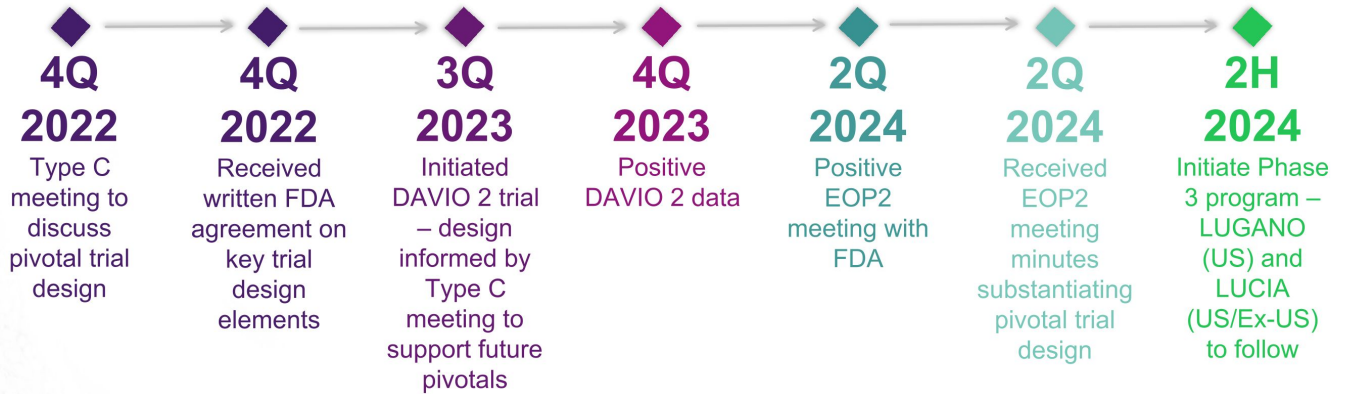 4Q
2022
Type C
meeting to
discuss
pivotal trial
design
4Q
2022
Received
written FDA
agreement on
key trial
design
elements
3Q
2023
Initiated
DAVIO 2 trial
– design
informed by
Type C
meeting to
support future
pivotals
4Q
2023
Positive
DAVIO 2 data
2Q
2024
Positive
EOP2
meeting with
FDA
2Q
2024
Received
EOP2
meeting
minutes
substantiating
pivotal trial
design
2H
2024
Initiate Phase
3 program –
LUGANO
(US) and
LUCIA
(US/Ex-US)
to follow